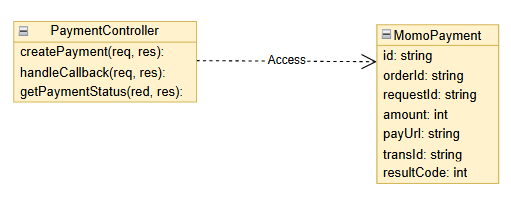 PaymentController
createPayment(req, res):
handleCallback(req, res):
getPaymentStatus(red, res):
Access
MomoPayment
id: string
orderId: string
requestId: string
amount: int
payUrl: string
transId: string
resultCode: int